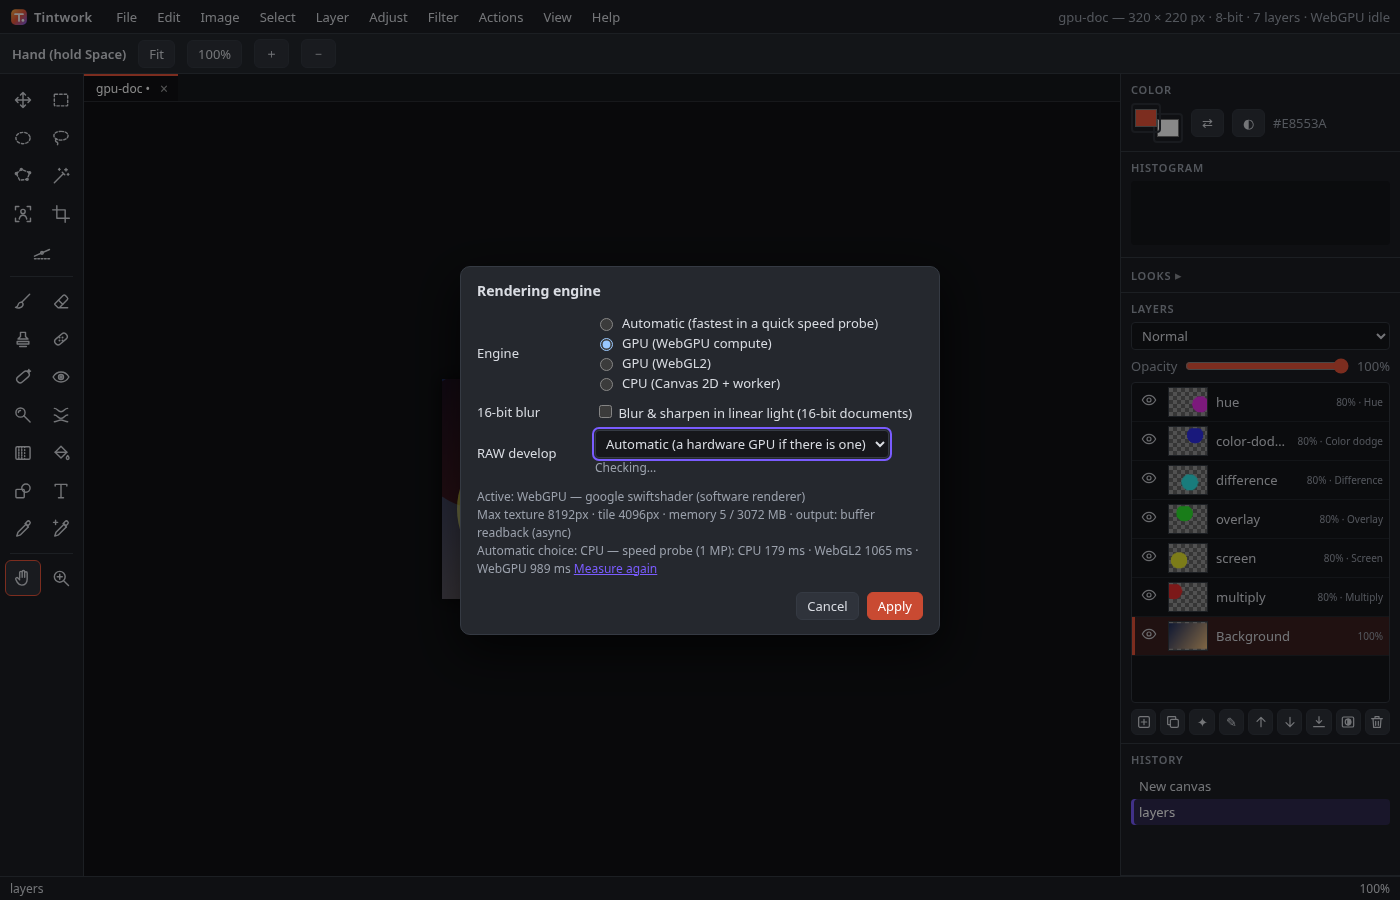 Tintwork File Edit Image Select Layer Adjust Filter Actions View Help gpu-doc — 320 × 220 px · 8-bit · 7 layers · WebGPU idle
Hand (hold Space) Fit 100% + −
gpu-doc • ×
COLOR
#E8553A
HISTOGRAM
LOOKS ▸
LAYERS
Normal
Opacity 100%
hue 80% · Hue
color-dod... 80% · Color dodge
difference 80% · Difference
overlay 80% · Overlay
screen 80% · Screen
multiply 80% · Multiply
Background 100%
HISTORY
New canvas
layers
Rendering engine
Engine
Automatic (fastest in a quick speed probe)
GPU (WebGPU compute)
GPU (WebGL2)
CPU (Canvas 2D + worker)
16-bit blur Blur & sharpen in linear light (16-bit documents)
RAW develop Automatic (a hardware GPU if there is one)
Checking...
Active: WebGPU — google swiftshader (software renderer)
Max texture 8192px · tile 4096px · memory 5 / 3072 MB · output: buffer
readback (async)
Automatic choice: CPU — speed probe (1 MP): CPU 179 ms · WebGL2 1065 ms ·
WebGPU 989 ms Measure again
Cancel Apply
layers 100%